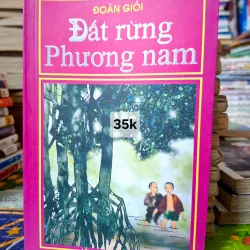 ĐOÀN GIỎI
Đất rừng
Phương nam
35k